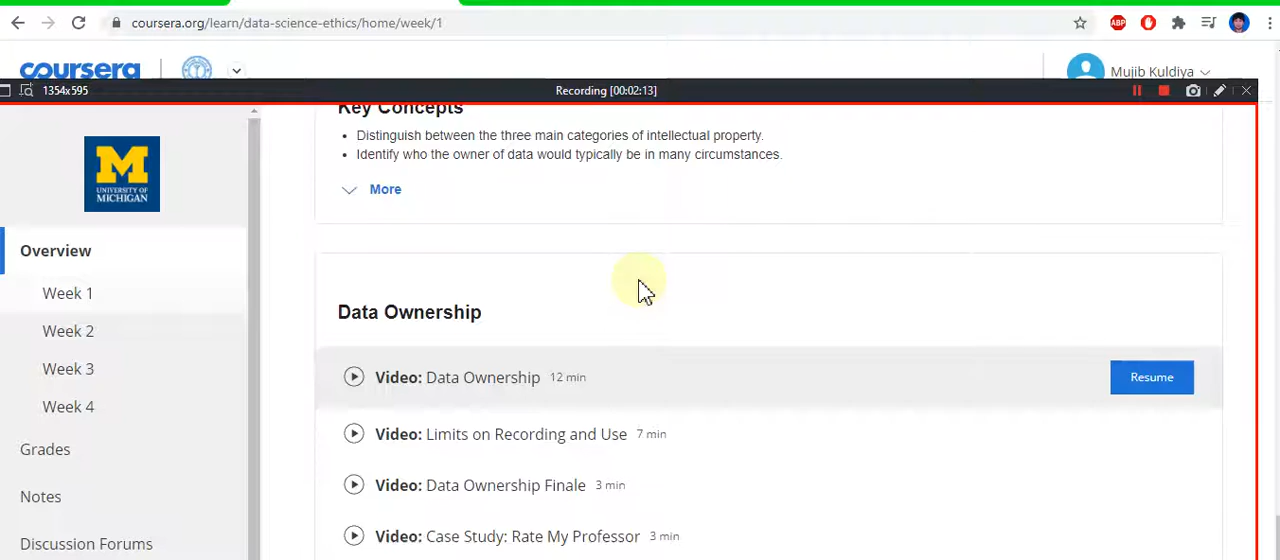 coursera.org/learn/data-science-ethics/home/week/1
ABP
coursera
Mujib Kuldiya
1354x595
Recording [00:02:13]
M
UNIVERSITY OF
MICHIGAN
Overview
Week 1
Week 2
Week 3
Week 4
Grades
Notes
Discussion Forums
Key Concepts
• Distinguish between the three main categories of intellectual property.
• Identify who the owner of data would typically be in many circumstances.
More
Data Ownership
Video: Data Ownership 12 min
Resume
Video: Limits on Recording and Use 7 min
Video: Data Ownership Finale 3 min
Video: Case Study: Rate My Professor 3 min